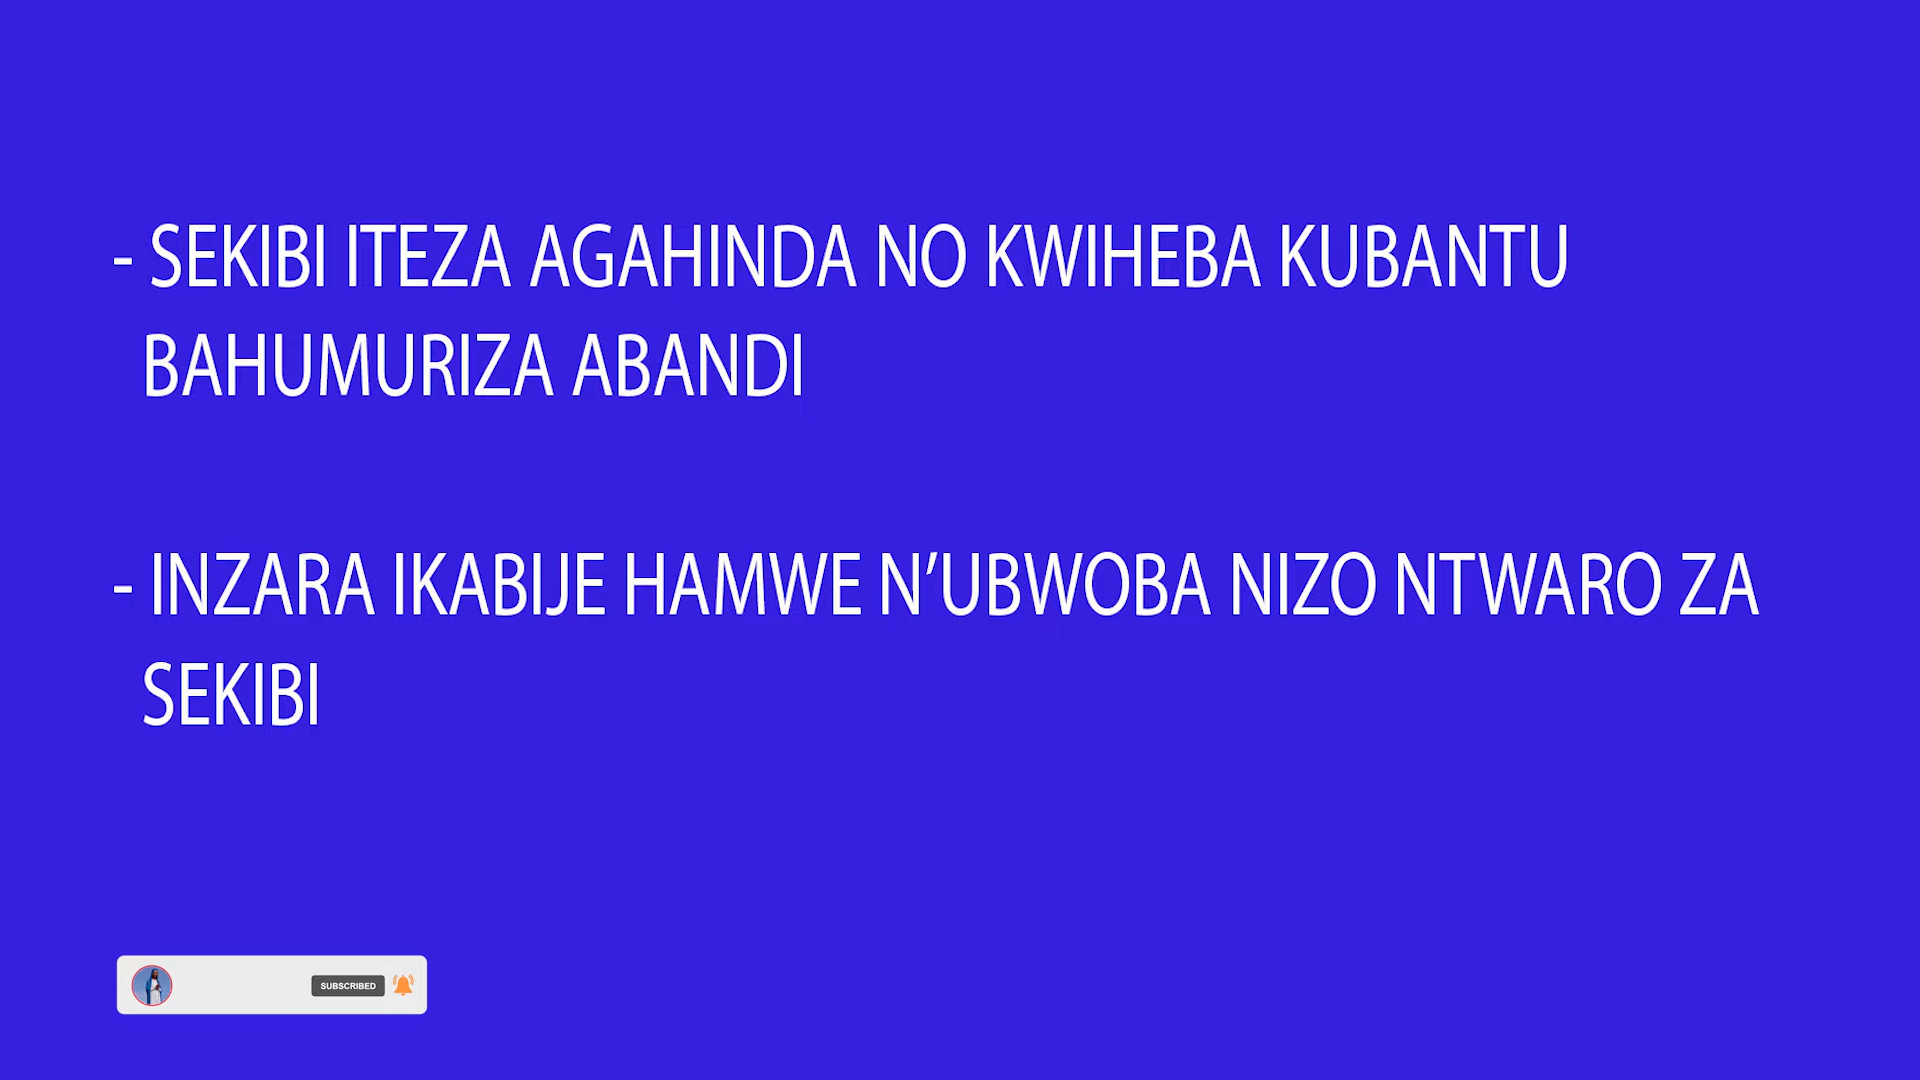 - SEKIBI ITEZA AGAHINDA NO KWIHEBA KUBANTU
BAHUMURIZA ABANDI
- INZARA IKABIJE HAMWE N’UBWOBA NIZO NTWARO ZA
SEKIBI
SUBSCRIBED